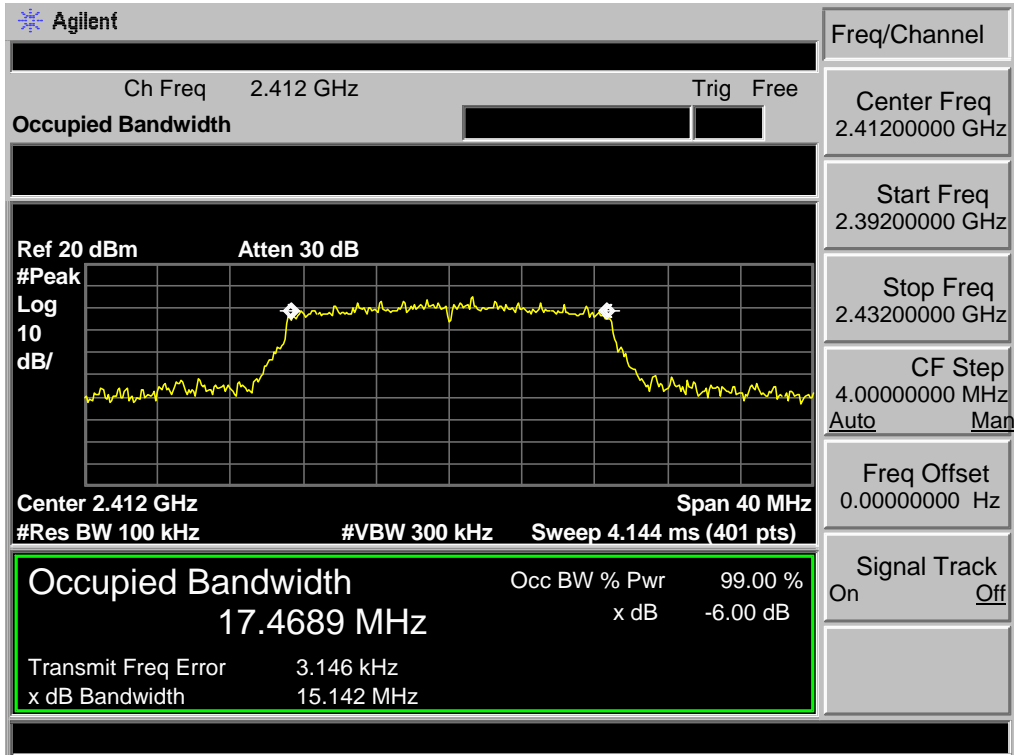 Agilent
Ch Freq 2.412 GHz Trig Free
Occupied Bandwidth
Ref 20 dBm Atten 30 dB
#Peak
Log
10
dB/
Center 2.412 GHz Span 40 MHz
#Res BW 100 kHz #VBW 300 kHz Sweep 4.144 ms (401 pts)
Occupied Bandwidth
17.4689 MHz
Occ BW % Pwr 99.00 %
x dB -6.00 dB
Transmit Freq Error 3.146 kHz
x dB Bandwidth 15.142 MHz
Freq/Channel
Center Freq
2.41200000 GHz
Start Freq
2.39200000 GHz
Stop Freq
2.43200000 GHz
CF Step
4.00000000 MHz
Auto Man
Freq Offset
0.00000000 Hz
Signal Track
On Off